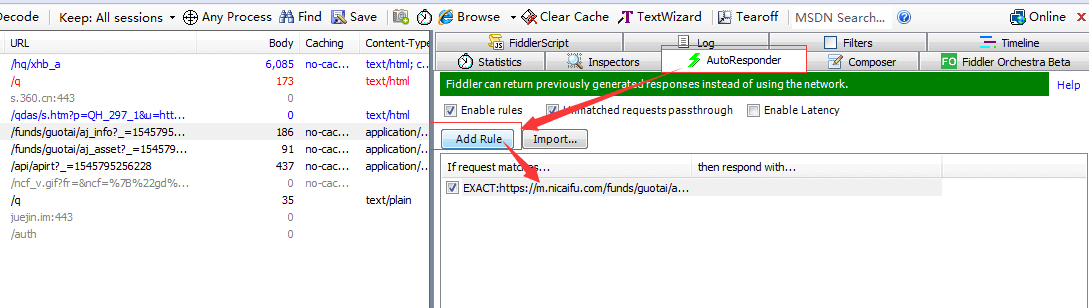 Decode Keep: All sessions Any Process Find Save Browse Clear Cache TextWizard Tearoff MSDN Search... Online
URL Body Caching Content-Type
/hq/xhb_a 6,085 no-cac... text/html; c...
/q 173 text/html
s.360.cn:443 0
/qdas/s.htm?p=QH_297_1&u=htt... 0 text/html
/funds/guotai/aj_info?_=1545795... 186 no-cac... application/...
/funds/guotai/aj_asset?_=154579... 91 no-cac... application/...
/api/apirt?_=1545795256228 437 no-cac... application/...
/ncf_v.gif?fr=&ncf=%7B%22gd%... 0 no-cac...
/q 35 text/plain
juejin.im:443 0
/auth 0
FiddlerScript Log Filters Timeline
Statistics Inspectors AutoResponder Composer FO Fiddler Orchestra Beta
Fiddler can return previously generated responses instead of using the network. Help
Enable rules Unmatched requests passthrough Enable Latency
Add Rule Import...
If request matches... then respond with...
EXACT:https://m.nicaifu.com/funds/guotai/a...